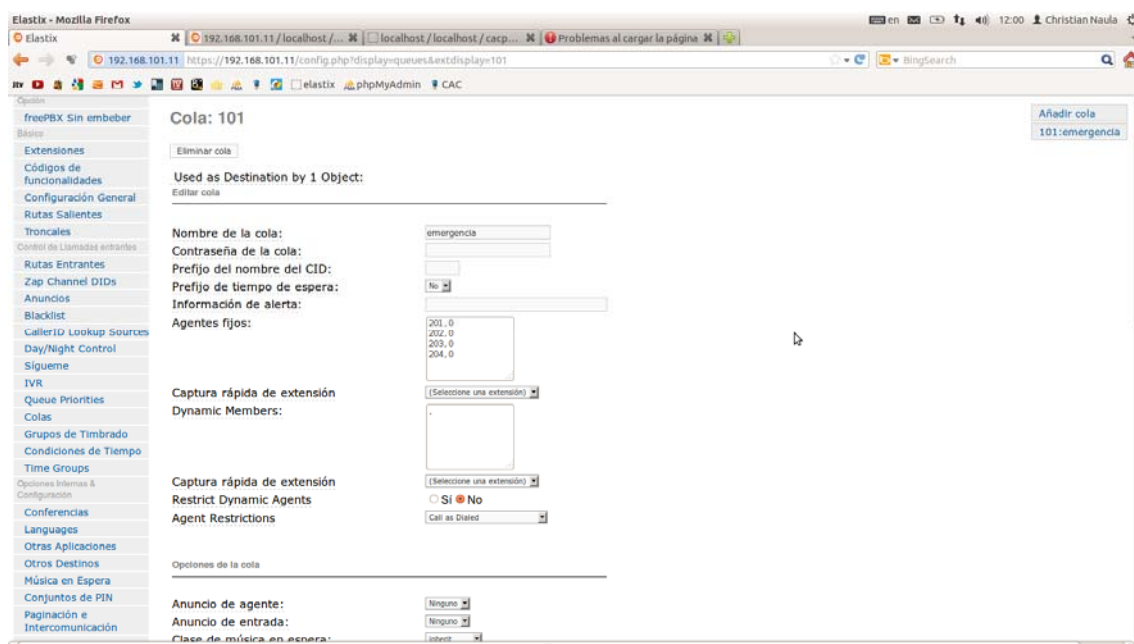 Elastix - Mozilla Firefox
en 12:00 Christian Naula
Elastix
192.168.101.11 / localhost /...
localhost / localhost / cacp...
Problemas al cargar la página
192.168.101.11 https://192.168.101.11/config.php?display=queues&extdisplay=101
BingSearch
elastix phpMyAdmin CAC
Opción
freePBX Sin embeber
Básico
Extensiones
Códigos de
funcionalidades
Configuración General
Rutas Salientes
Troncales
Control de Llamadas entrantes
Rutas Entrantes
Zap Channel DIDs
Anuncios
Blacklist
CallerID Lookup Sources
Day/Night Control
Sígueme
IVR
Queue Priorities
Colas
Grupos de Timbrado
Condiciones de Tiempo
Time Groups
Opciones Internas &
Configuración
Conferencias
Languages
Otras Aplicaciones
Otros Destinos
Música en Espera
Conjuntos de PIN
Paginación e
Intercomunicación
Cola: 101
Eliminar cola
Used as Destination by 1 Object:
Editar cola
Nombre de la cola: emergencia
Contraseña de la cola:
Prefijo del nombre del CID:
Prefijo de tiempo de espera: No
Información de alerta:
Agentes fijos: 201,0
202,0
203,0
204,0
Captura rápida de extensión (Seleccione una extensión)
Dynamic Members:
Captura rápida de extensión (Seleccione una extensión)
Restrict Dynamic Agents Sí No
Agent Restrictions Call as Dialed
Opciones de la cola
Anuncio de agente: Ninguno
Anuncio de entrada: Ninguno
Clase de música en espera: inherit
Añadir cola
101:emergencia